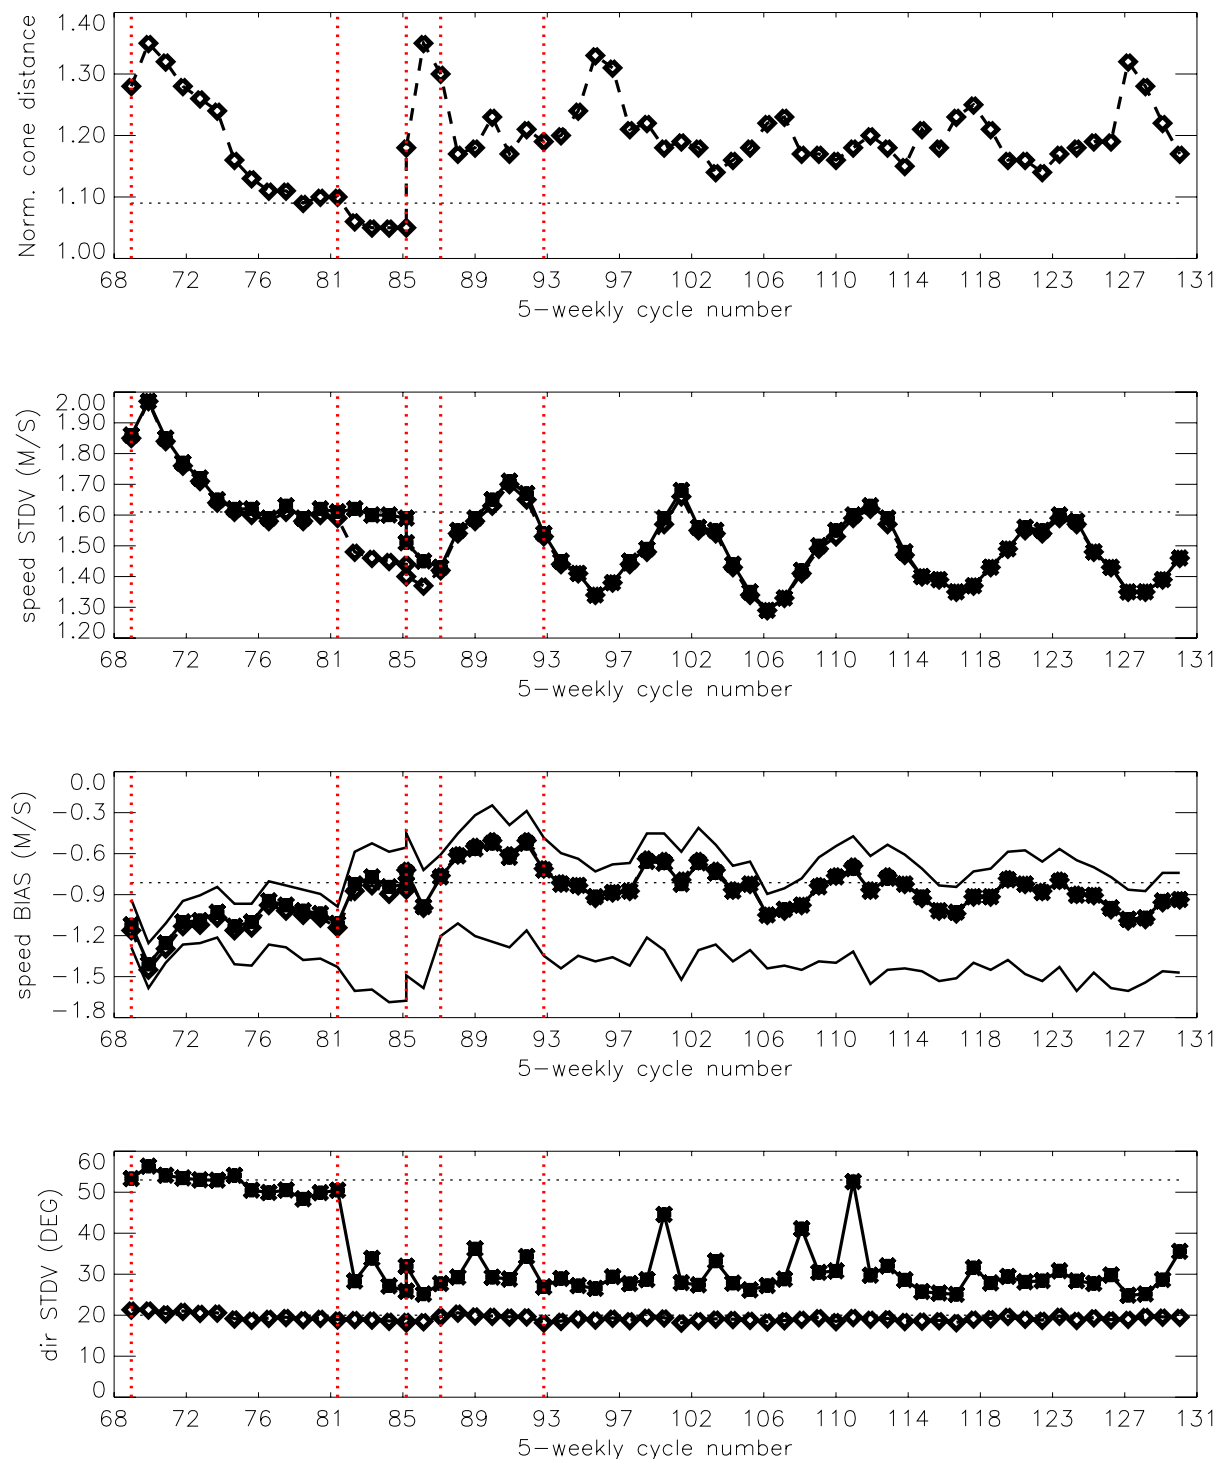 Norm. cone distance
1.40
1.30
1.20
1.10
1.00
68 72 76 81 85 89 93 97 102 106 110 114 118 123 127 131
5-weekly cycle number
speed STDV (M/S)
2.00
1.90
1.80
1.70
1.60
1.50
1.40
1.30
1.20
68 72 76 81 85 89 93 97 102 106 110 114 118 123 127 131
5-weekly cycle number
speed BIAS (M/S)
0.0
-0.3
-0.6
-0.9
-1.2
-1.5
-1.8
68 72 76 81 85 89 93 97 102 106 110 114 118 123 127 131
5-weekly cycle number
dir STDV (DEG)
60
50
40
30
20
10
0
68 72 76 81 85 89 93 97 102 106 110 114 118 123 127 131
5-weekly cycle number